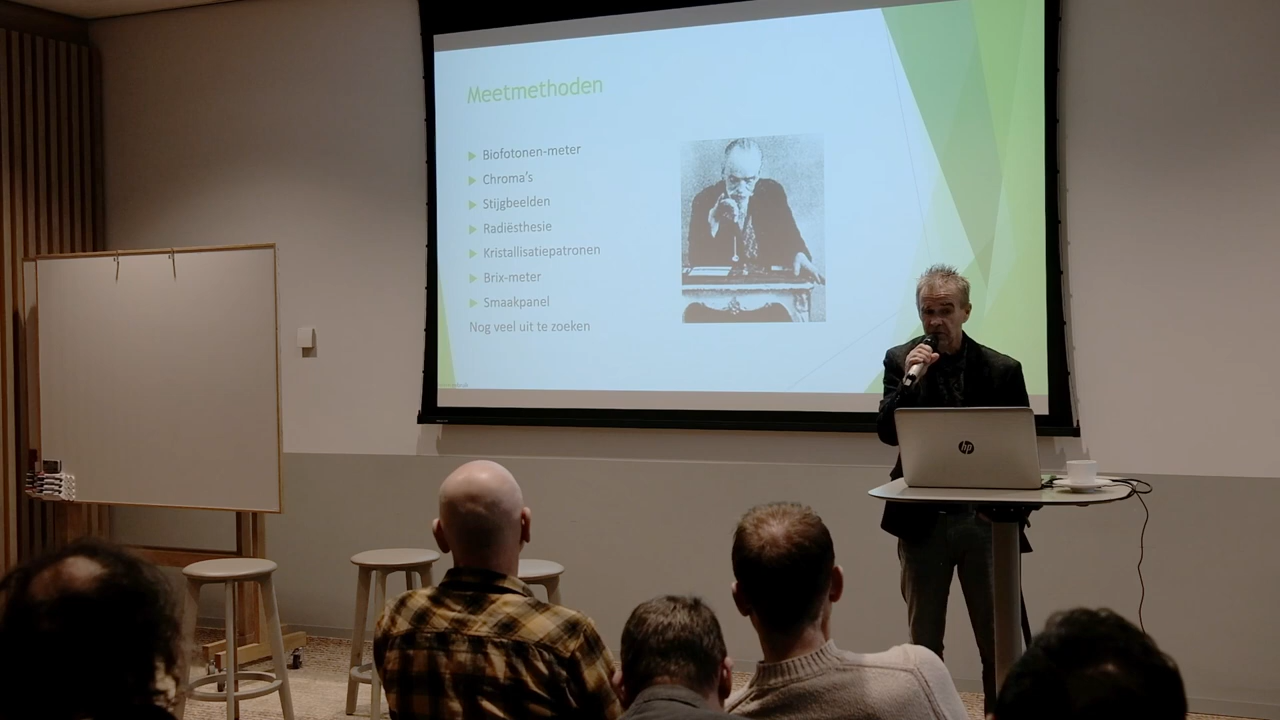 Meetmethoden
Biofotonen-meter
Chroma's
Stijgbeelden
Radiësthesie
Kristallisatiepatronen
Brix-meter
Smaakpanel
Nog veel uit te zoeken
hp